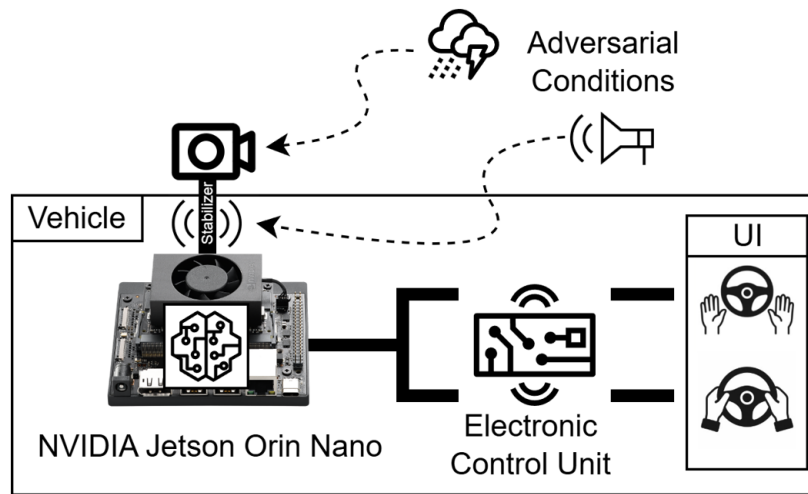 Adversarial
Conditions
Vehicle
Stabilizer
UI
NVIDIA Jetson Orin Nano
Electronic
Control Unit